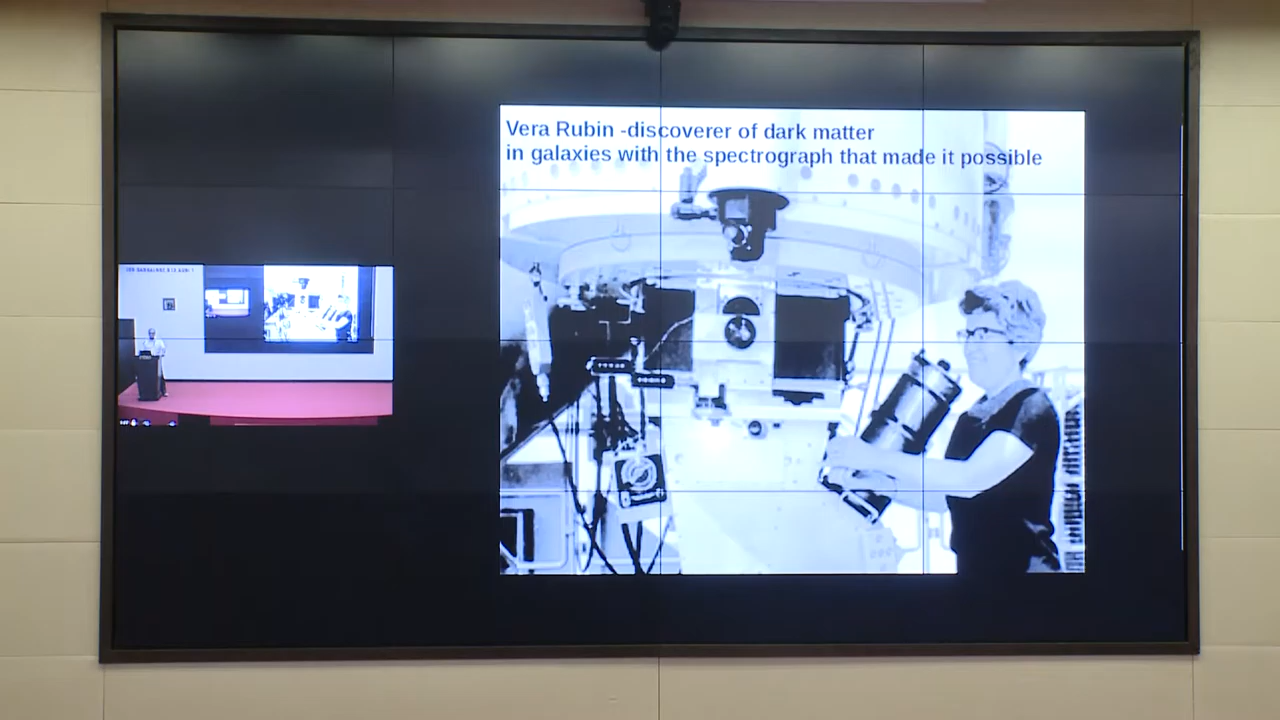 Vera Rubin -discoverer of dark matter
in galaxies with the spectrograph that made it possible